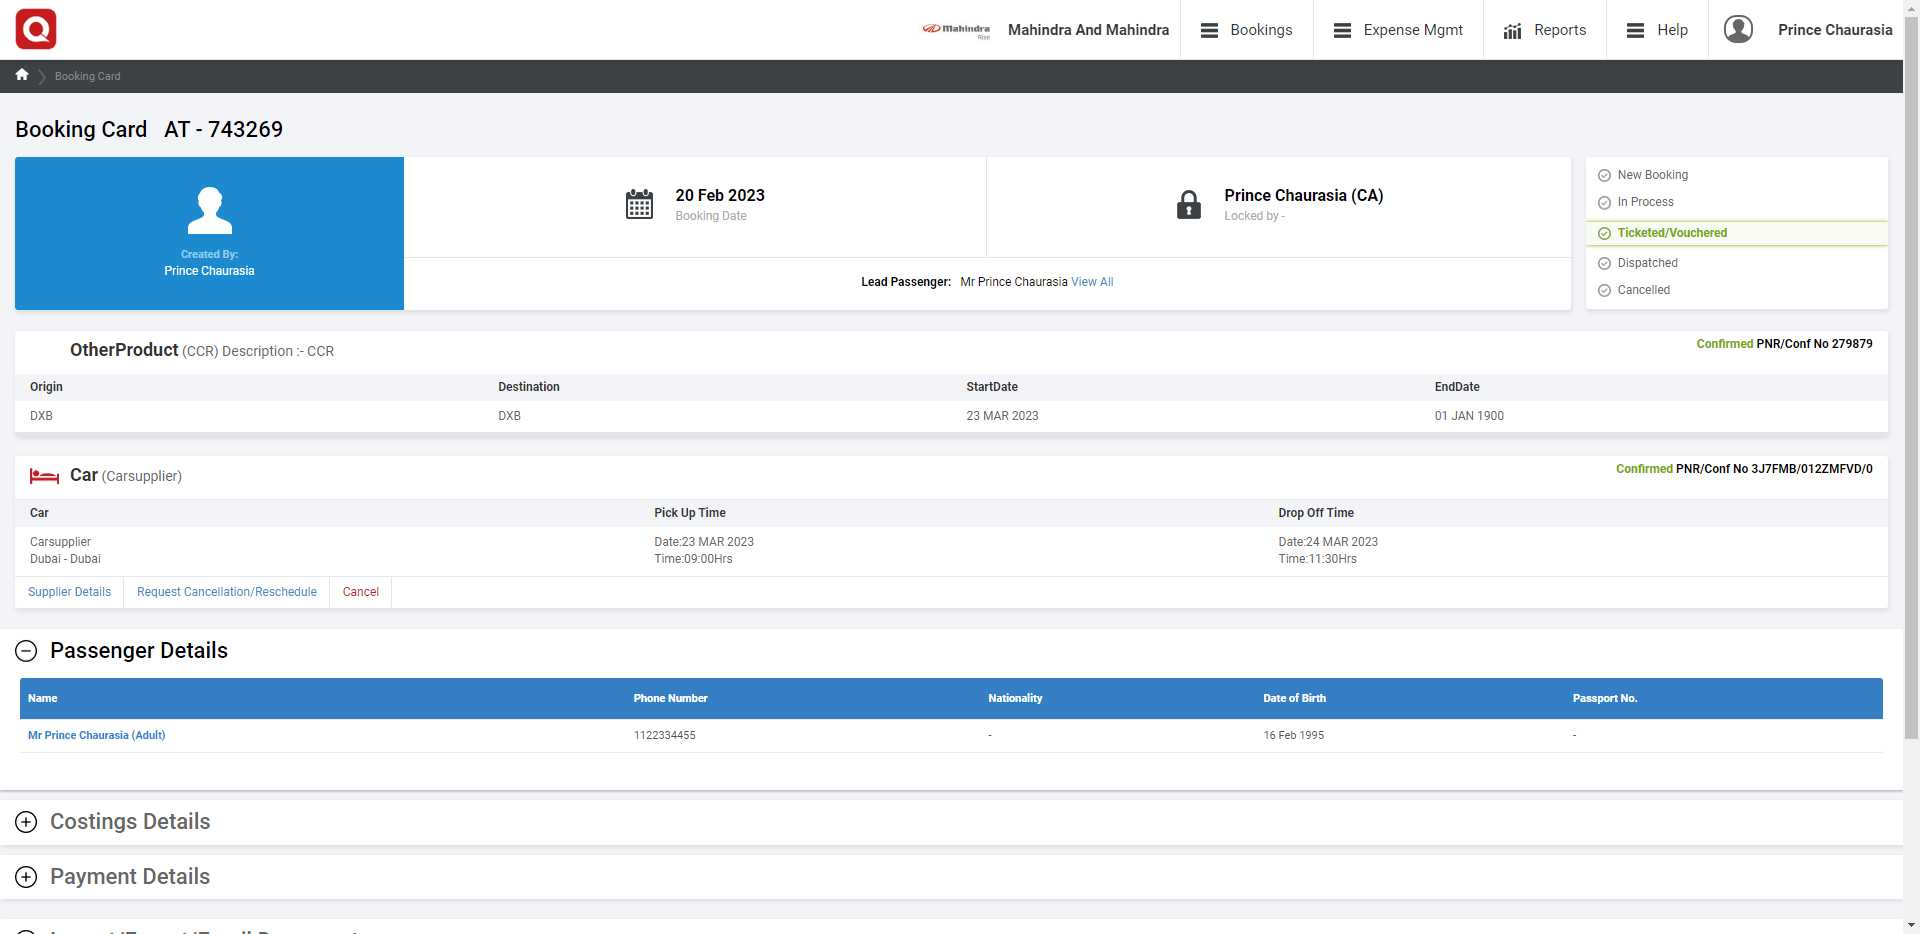 Mahindra
Rise
Mahindra And Mahindra
Bookings
Expense Mgmt
Reports
Help
Prince Chaurasia
Booking Card
Booking Card AT - 743269
Created By:
Prince Chaurasia
20 Feb 2023
Booking Date
Prince Chaurasia (CA)
Locked by -
Lead Passenger: Mr Prince Chaurasia View All
New Booking
In Process
Ticketed/Vouchered
Dispatched
Cancelled
OtherProduct (CCR) Description :- CCR
Confirmed PNR/Conf No 279879
Origin Destination StartDate EndDate
DXB DXB 23 MAR 2023 01 JAN 1900
Car (Carsupplier)
Confirmed PNR/Conf No 3J7FMB/012ZMFVD/0
Car Pick Up Time Drop Off Time
Carsupplier Date:23 MAR 2023 Date:24 MAR 2023
Dubai - Dubai Time:09:00Hrs Time:11:30Hrs
Supplier Details Request Cancellation/Reschedule Cancel
Passenger Details
Name Phone Number Nationality Date of Birth Passport No.
Mr Prince Chaurasia (Adult) 1122334455 - 16 Feb 1995 -
Costings Details
Payment Details